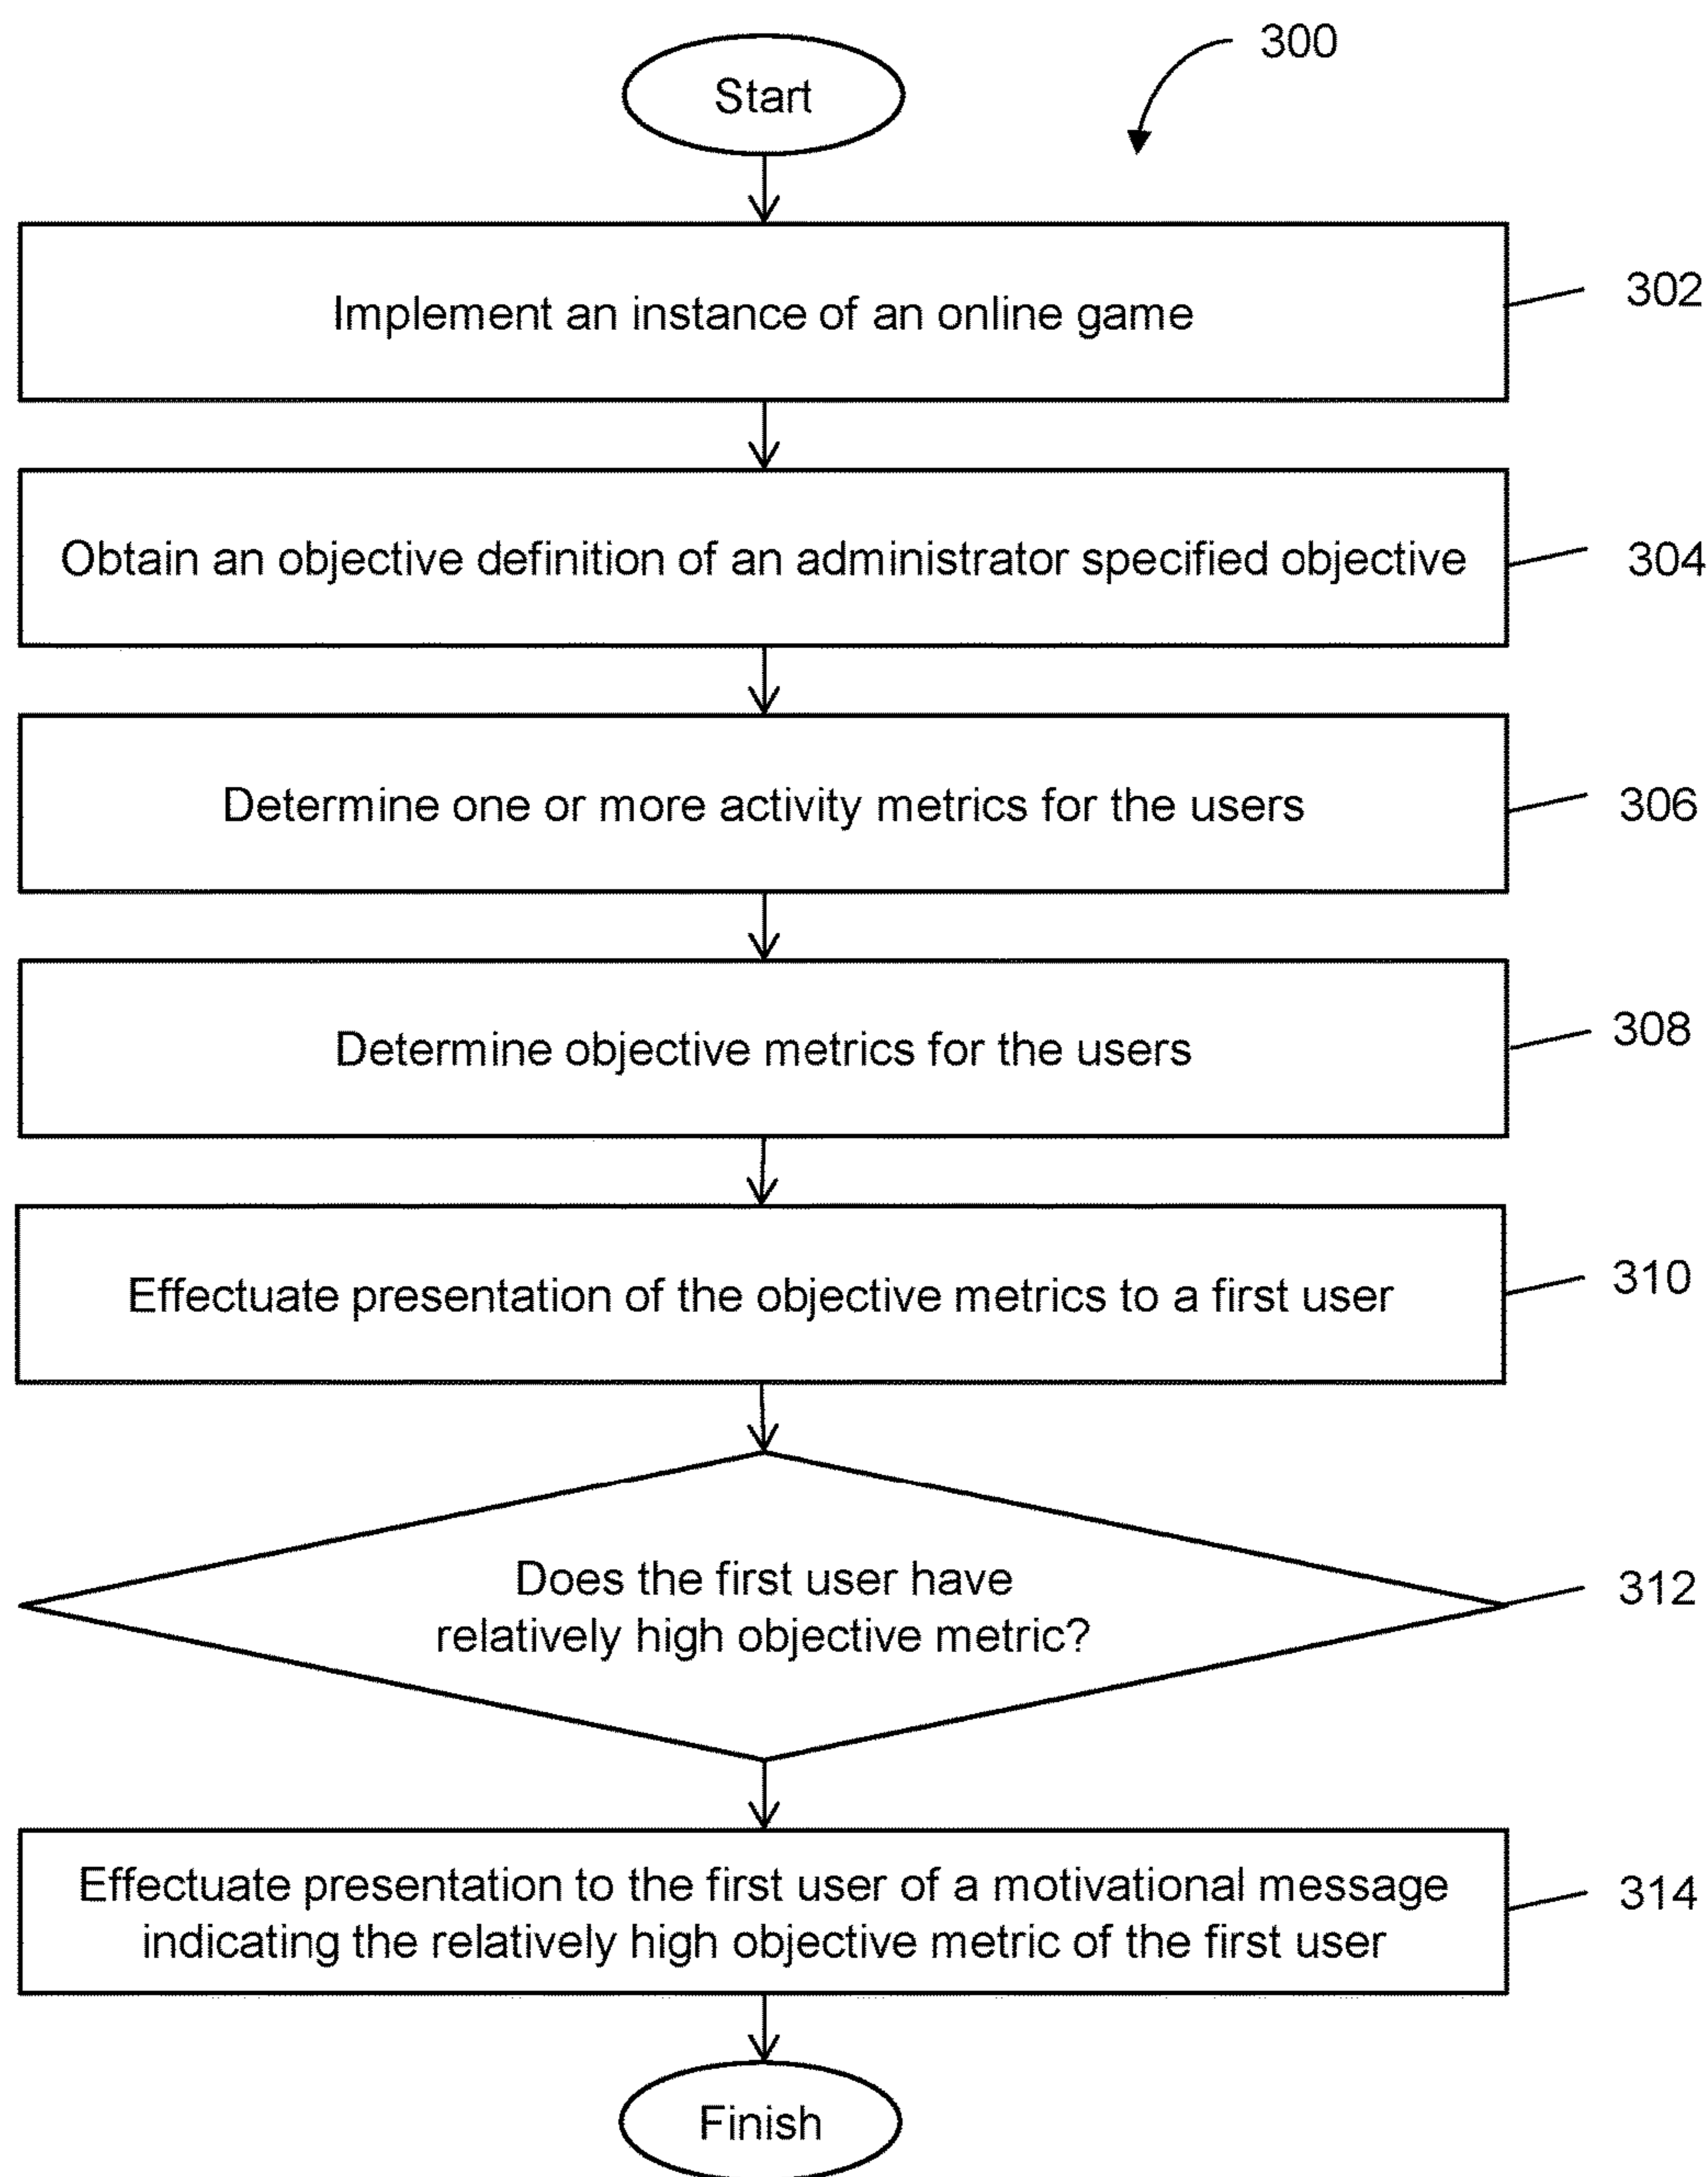 300
Start
Implement an instance of an online game
302
Obtain an objective definition of an administrator specified objective
304
Determine one or more activity metrics for the users
306
Determine objective metrics for the users
308
Effectuate presentation of the objective metrics to a first user
310
Does the first user have
relatively high objective metric?
312
Effectuate presentation to the first user of a motivational message
indicating the relatively high objective metric of the first user
314
Finish